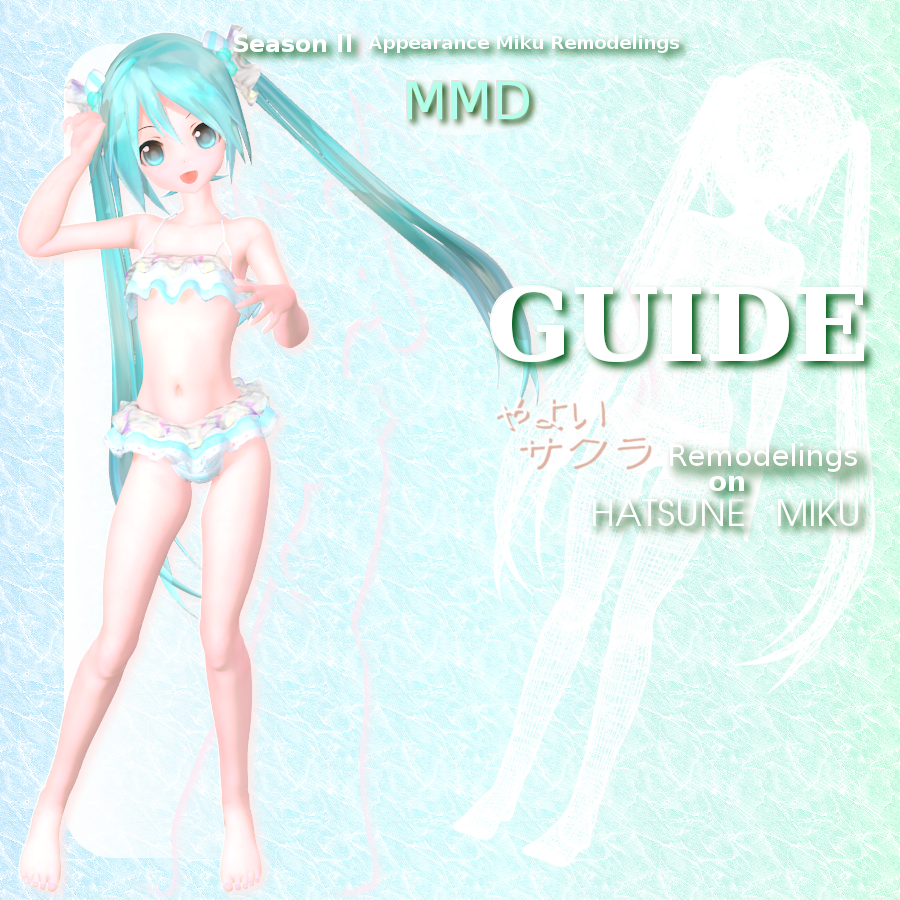 Season II Appearance Miku Remodelings
MMD
GUIDE
やよい
サクラ Remodelings
on
HATSUNE MIKU